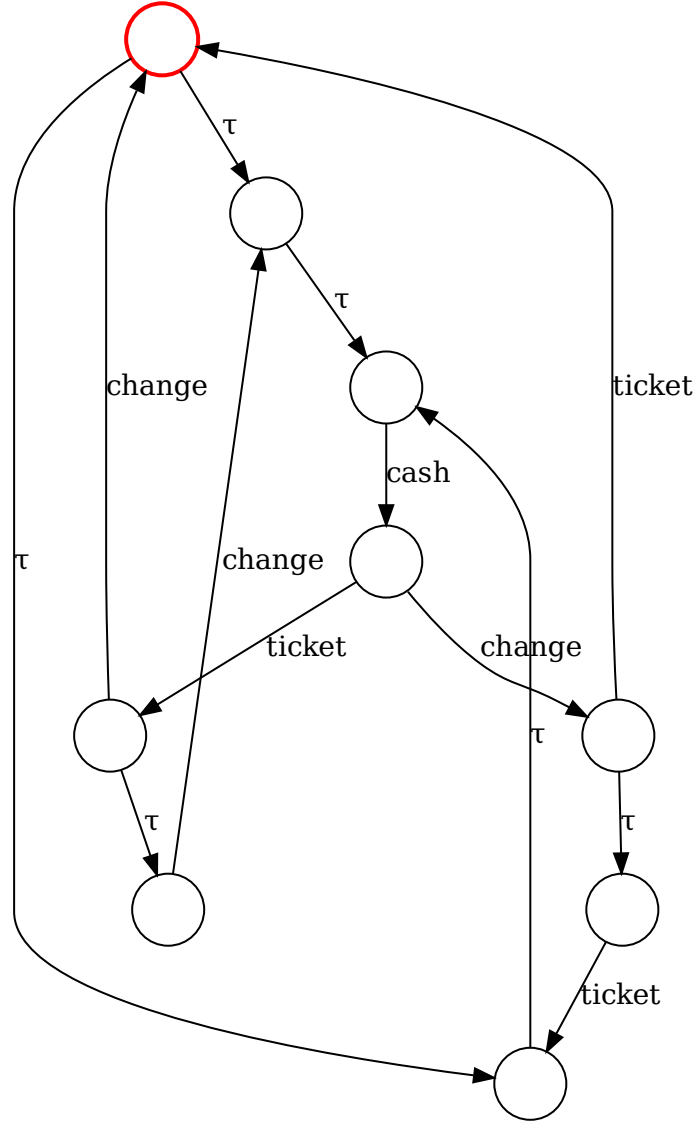 τ
τ
change
ticket
cash
τ
change
ticket
change
τ
τ
τ
ticket